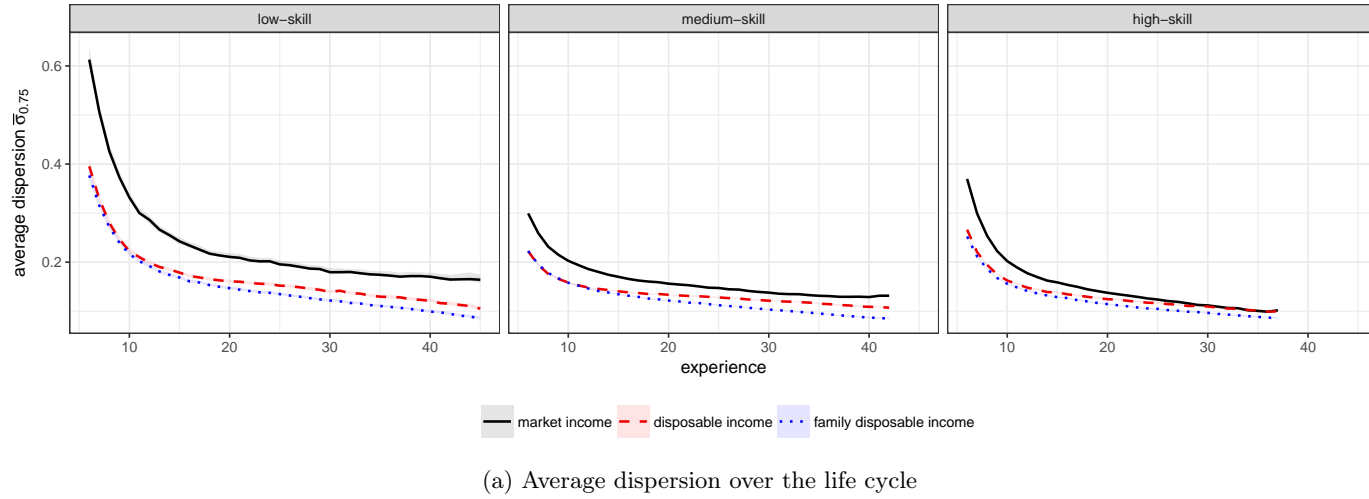 low−skill medium−skill high−skill
0.6
0.4
0.2
average dispersion σ̅0.75
10 20 30 40 10 20 30 40 10 20 30 40
experience
market income disposable income family disposable income
(a) Average dispersion over the life cycle